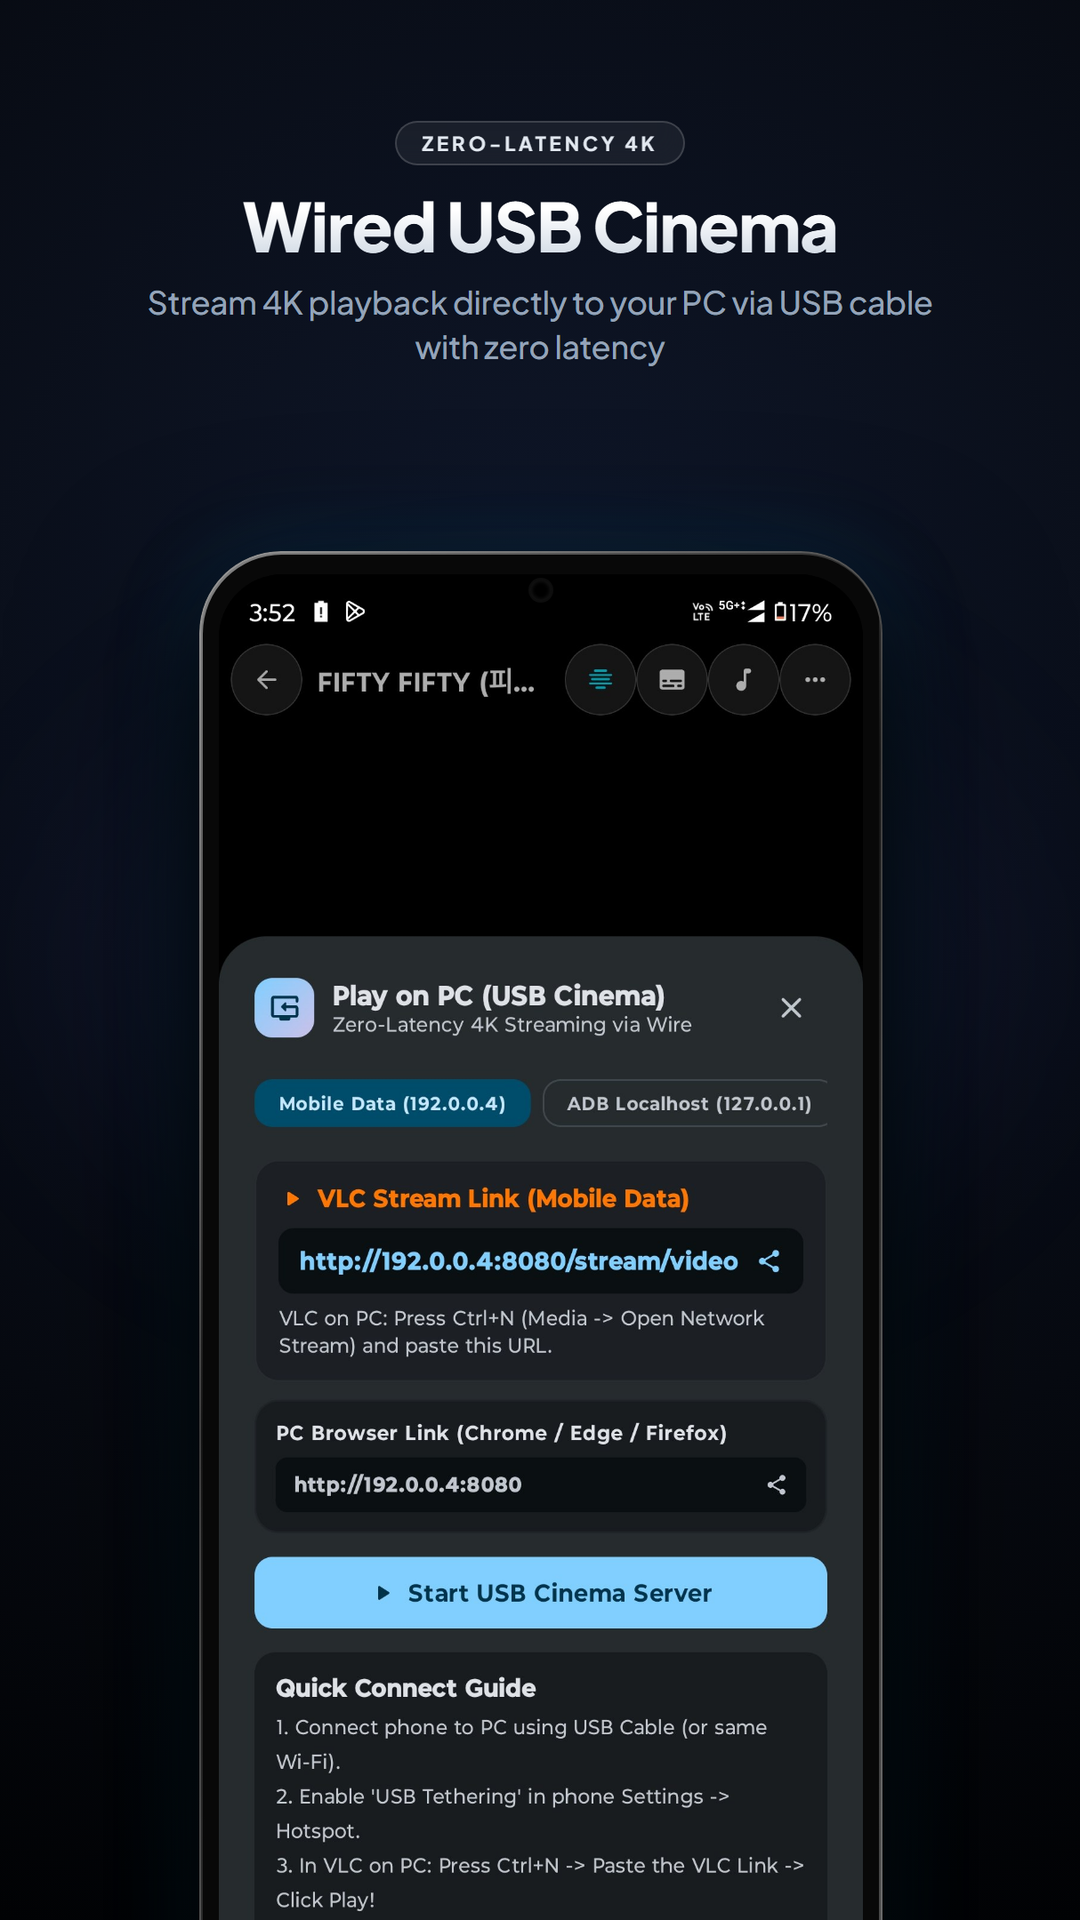 ZERO-LATENCY 4K
Wired USB Cinema
Stream 4K playback directly to your PC via USB cable
with zero latency
3:52
Vo LTE 5G+ 17%
FIFTY FIFTY (피...
Play on PC (USB Cinema)
Zero-Latency 4K Streaming via Wire
Mobile Data (192.0.0.4)
ADB Localhost (127.0.0.1)
VLC Stream Link (Mobile Data)
http://192.0.0.4:8080/stream/video
VLC on PC: Press Ctrl+N (Media -> Open Network
Stream) and paste this URL.
PC Browser Link (Chrome / Edge / Firefox)
http://192.0.0.4:8080
Start USB Cinema Server
Quick Connect Guide
1. Connect phone to PC using USB Cable (or same
Wi-Fi).
2. Enable 'USB Tethering' in phone Settings ->
Hotspot.
3. In VLC on PC: Press Ctrl+N -> Paste the VLC Link ->
Click Play!